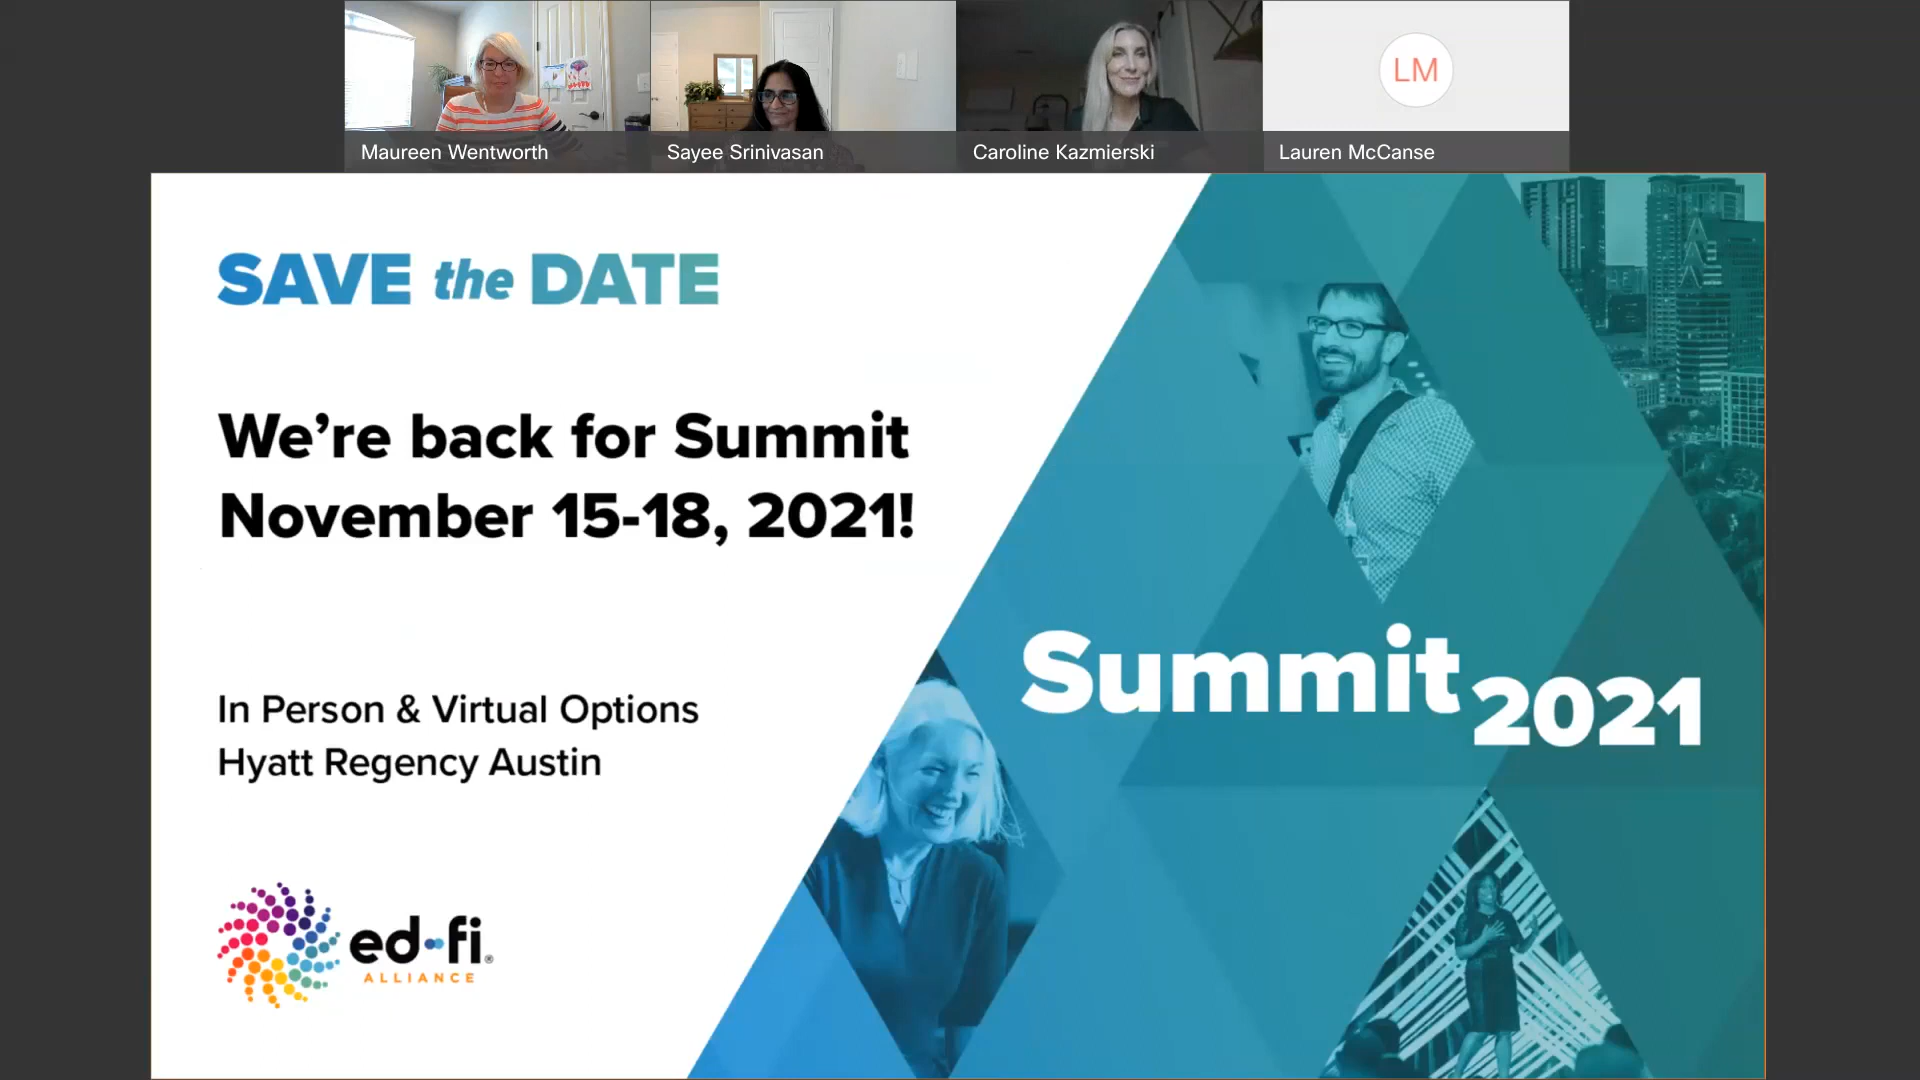 Maureen Wentworth
Sayee Srinivasan
Caroline Kazmierski
LM
Lauren McCanse
SAVE the DATE
We're back for Summit
November 15-18, 2021!
In Person & Virtual Options
Hyatt Regency Austin
Summit 2021
ed-fi®
ALLIANCE